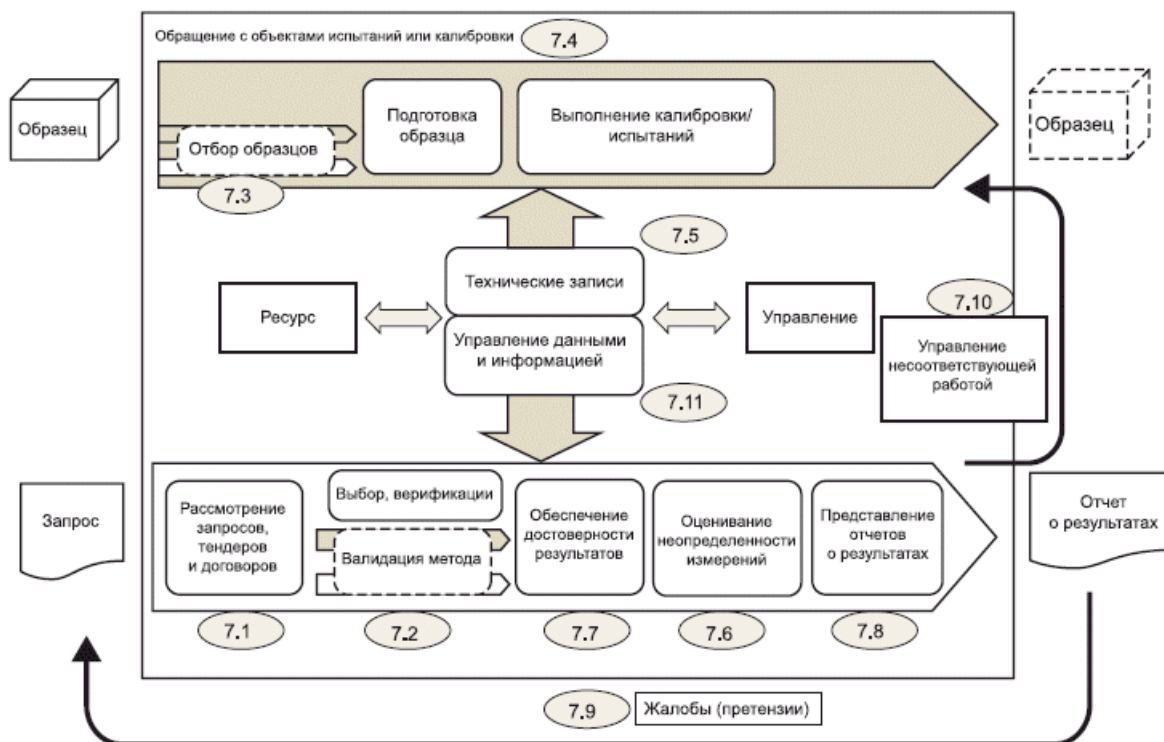 Обращение с объектами испытаний или калибровки
7.4
Образец
Отбор образцов
7.3
Подготовка
образца
Выполнение калибровки/
испытаний
Образец
7.5
Технические записи
Ресурс
Управление
Управление данными
и информацией
7.11
7.10
Управление
несоответствующей
работой
Запрос
Рассмотрение
запросов,
тендеров
и договоров
7.1
Выбор, верификации
Валидация метода
7.2
Обеспечение
достоверности
результатов
7.7
Оценивание
неопределенности
измерений
7.6
Представление
отчетов
о результатах
7.8
Отчет
о результатах
7.9
Жалобы (претензии)